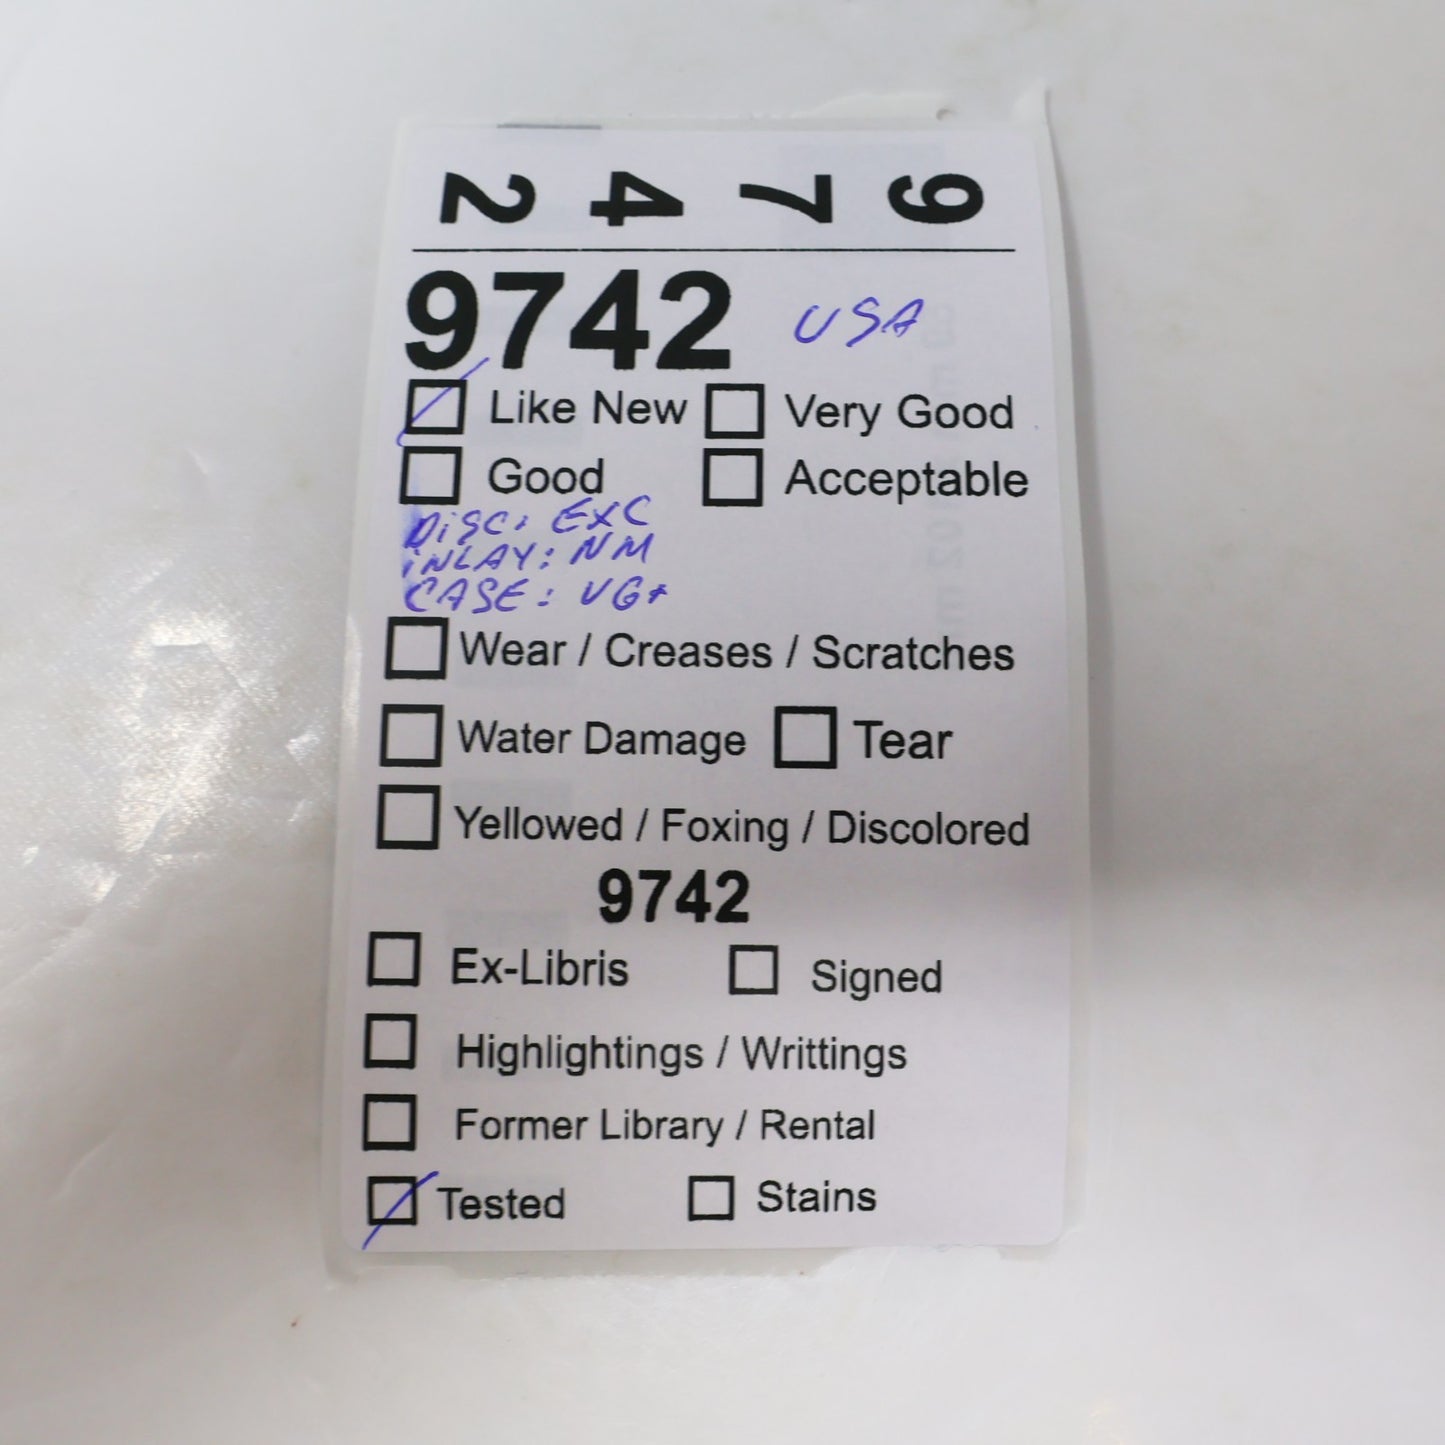 9 7 4 2
9742 USA
Like New Very Good
Good Acceptable
DISC: EXC
INLAY: NM
CASE: VG+
Wear / Creases / Scratches
Water Damage Tear
Yellowed / Foxing / Discolored
9742
Ex-Libris Signed
Highlightings / Writtings
Former Library / Rental
Tested Stains